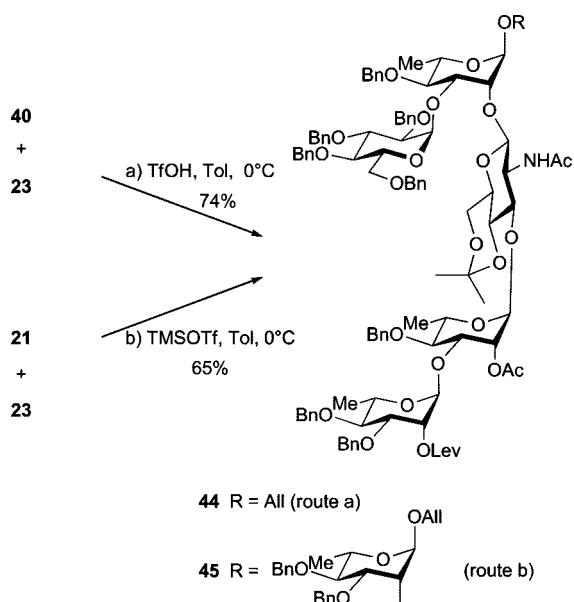 OR
Me
O
BnO
O
O
40
BnO
O
BnO
+
BnO
O
O
NHAc
23
a) TfOH, Tol, 0°C
OBn
74%
O
O
O
21
Me
O
b) TMSOTf, Tol, 0°C
BnO
+
65%
O
OAc
23
Me
O
BnO
BnO
OLev
44 R = All (route a)
OAll
45 R =
Me
O
BnO
(route b)
BnO